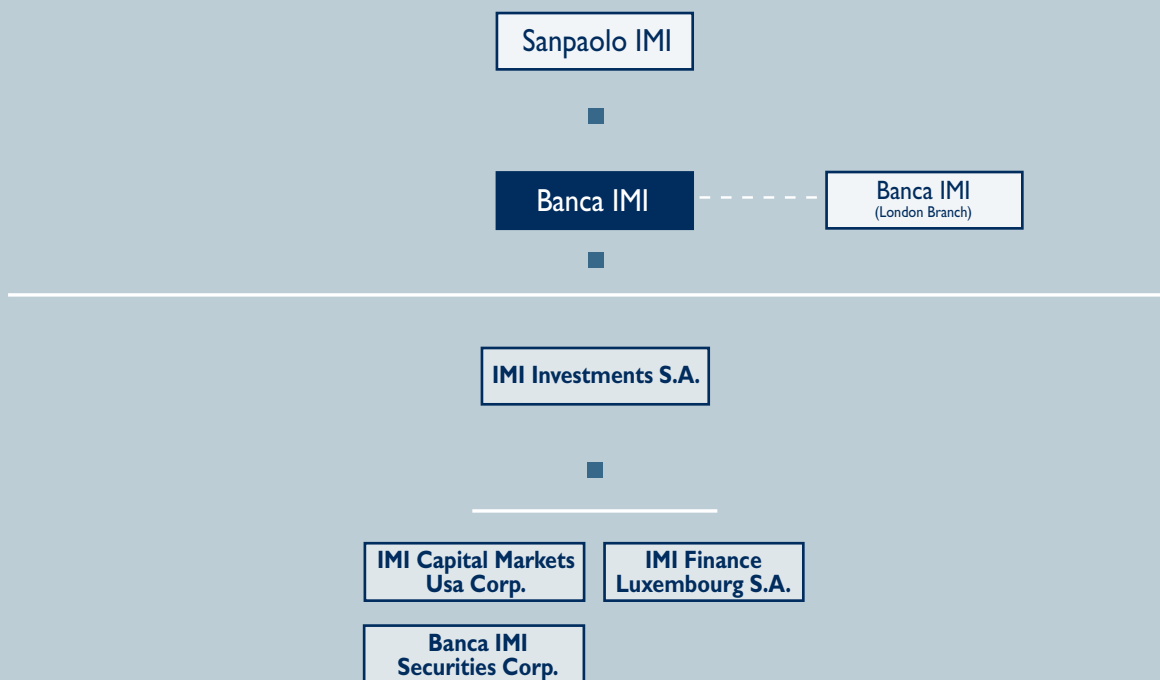 Sanpaolo IMI
Banca IMI
Banca IMI
(London Branch)
IMI Investments S.A.
IMI Capital Markets
Usa Corp.
IMI Finance
Luxembourg S.A.
Banca IMI
Securities Corp.